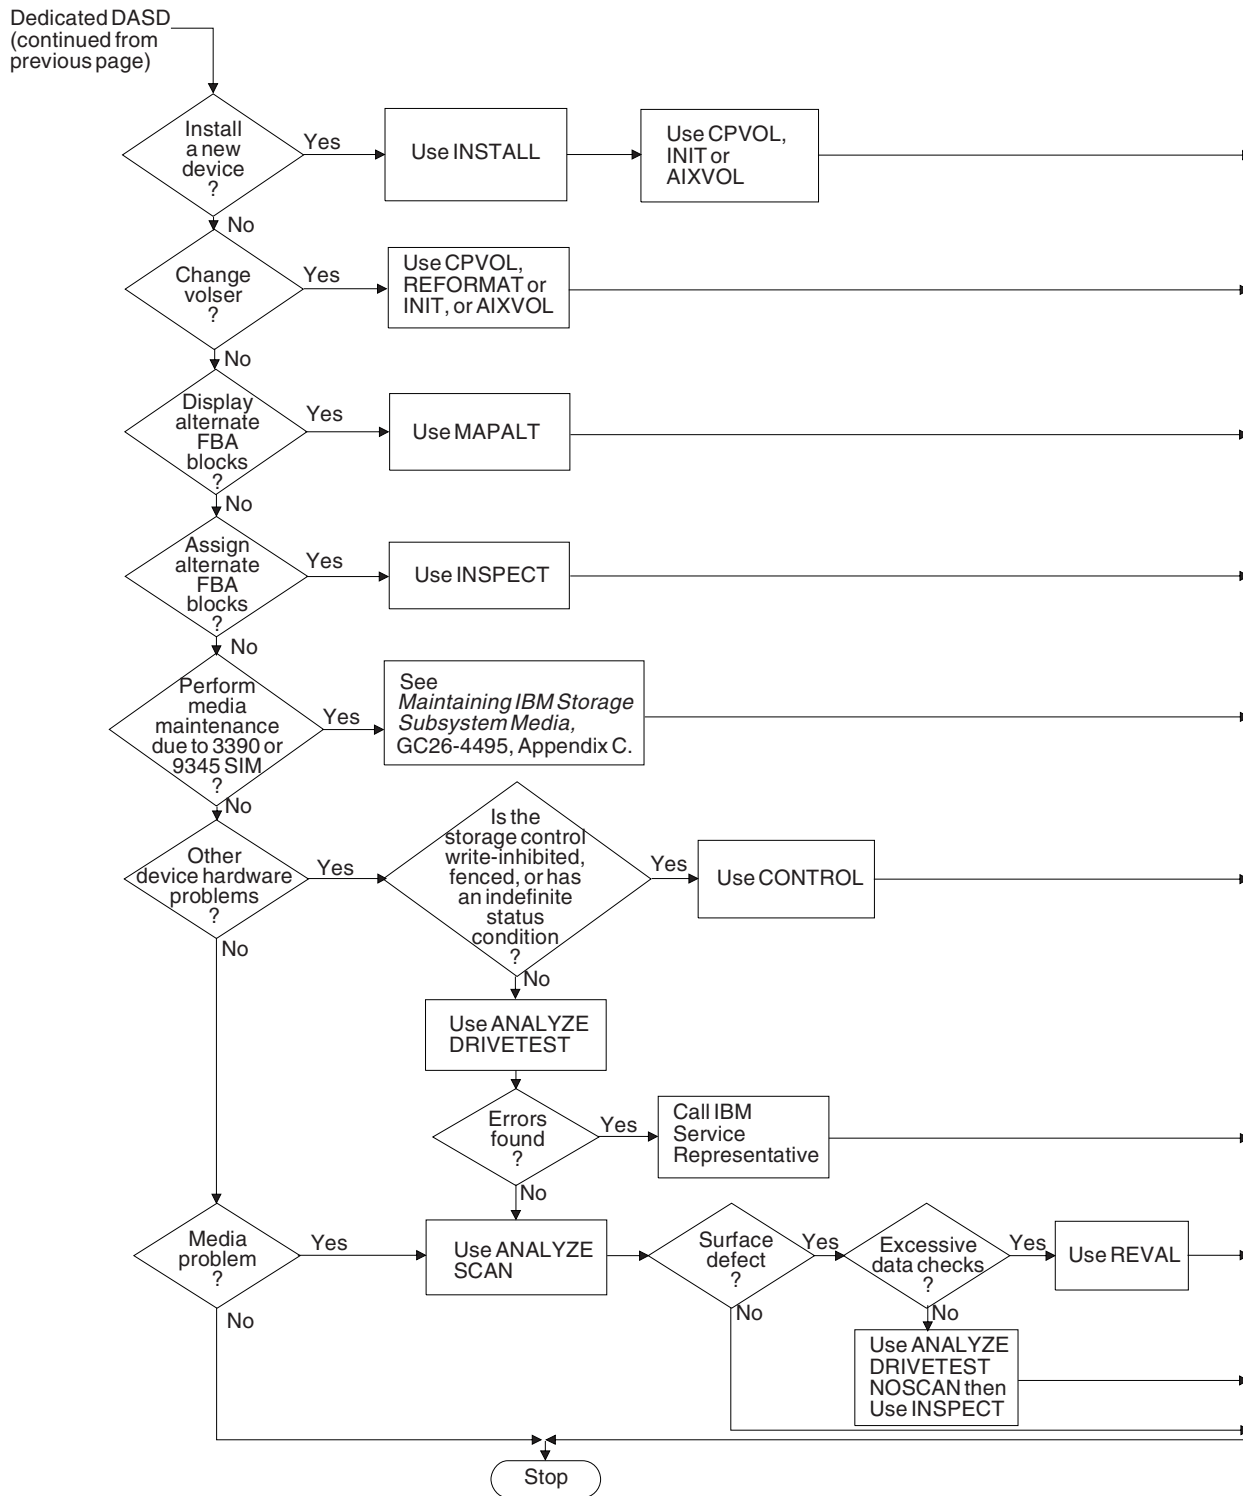 Dedicated DASD
(continued from
previous page)
Install
a new
device
?
Yes
Use INSTALL
Use CPVOL,
INIT or
AIXVOL
No
Change
volser
?
Yes
Use CPVOL,
REFORMAT or
INIT, or AIXVOL
No
Display
alternate
FBA
blocks
?
Yes
Use MAPALT
No
Assign
alternate
FBA
blocks
?
Yes
Use INSPECT
No
Perform
media
maintenance
due to 3390 or
9345 SIM
?
Yes
See
Maintaining IBM Storage
Subsystem Media,
GC26-4495, Appendix C.
No
Other
device hardware
problems
?
Yes
Is the
storage control
write-inhibited,
fenced, or has
an indefinite
status
condition
?
Yes
Use CONTROL
No
No
Use ANALYZE
DRIVETEST
Errors
found
?
Yes
Call IBM
Service
Representative
No
Media
problem
?
Yes
Use ANALYZE
SCAN
Surface
defect
?
Yes
Excessive
data checks
?
Yes
Use REVAL
No
No
No
Use ANALYZE
DRIVETEST
NOSCAN then
Use INSPECT
Stop